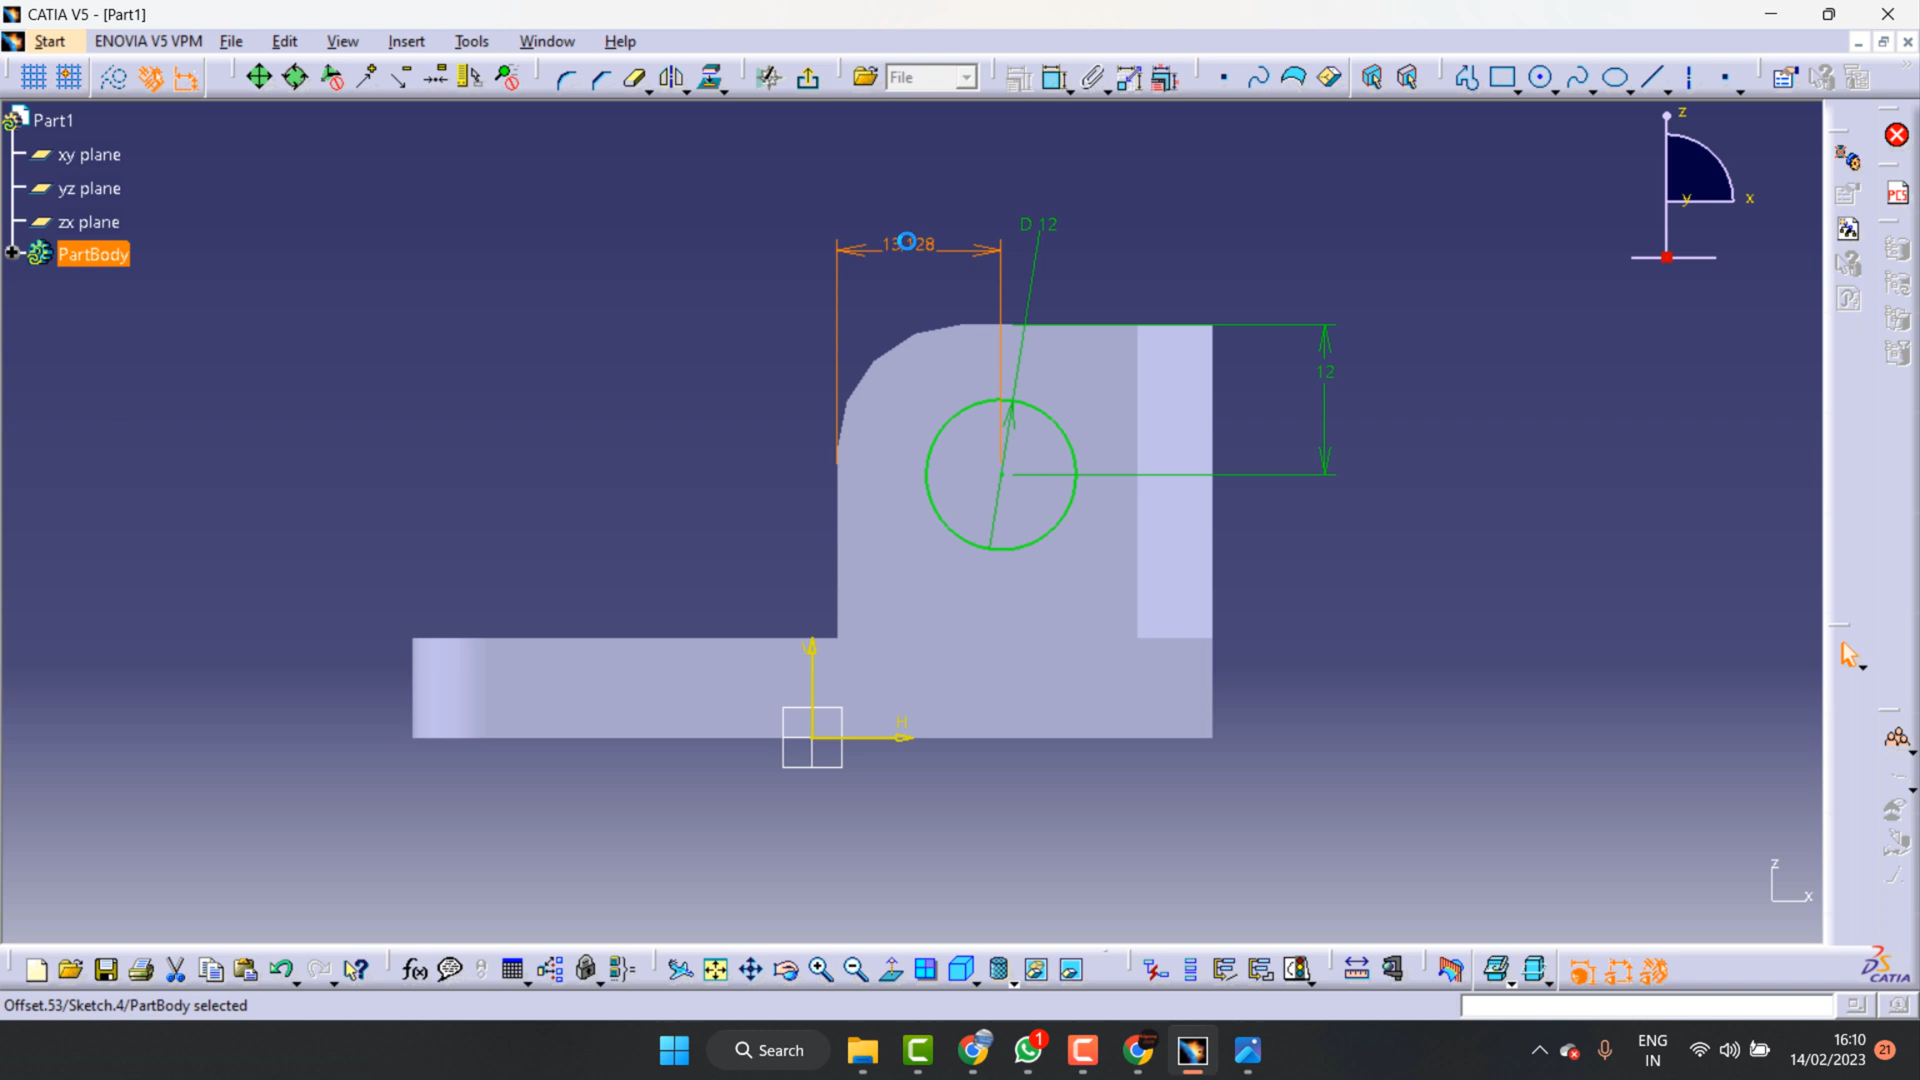 CATIA V5 - [Part1]
Start ENOVIA V5 VPM File Edit View Insert Tools Window Help
File
Part1
xy plane
yz plane
zx plane
PartBody
z
y
x
PCS
D 12
12
H
z
x
f(x)
CATIA
Offset.53/Sketch.4/PartBody selected
Search
1
ENG
IN
16:10
14/02/2023
21